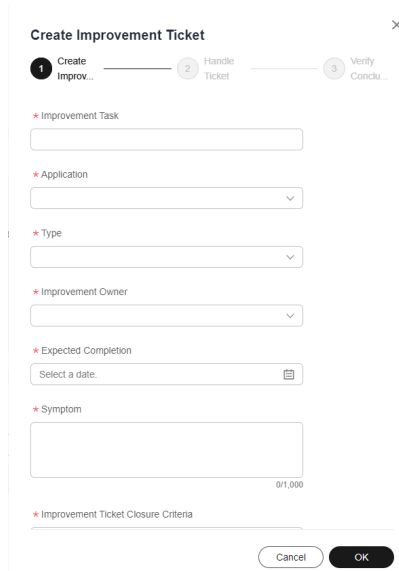 Create Improvement Ticket
1 Create Improv...
2 Handle Ticket
3 Verify Conclu...
* Improvement Task
* Application
* Type
* Improvement Owner
* Expected Completion
Select a date.
* Symptom
0/1,000
* Improvement Ticket Closure Criteria
Cancel OK